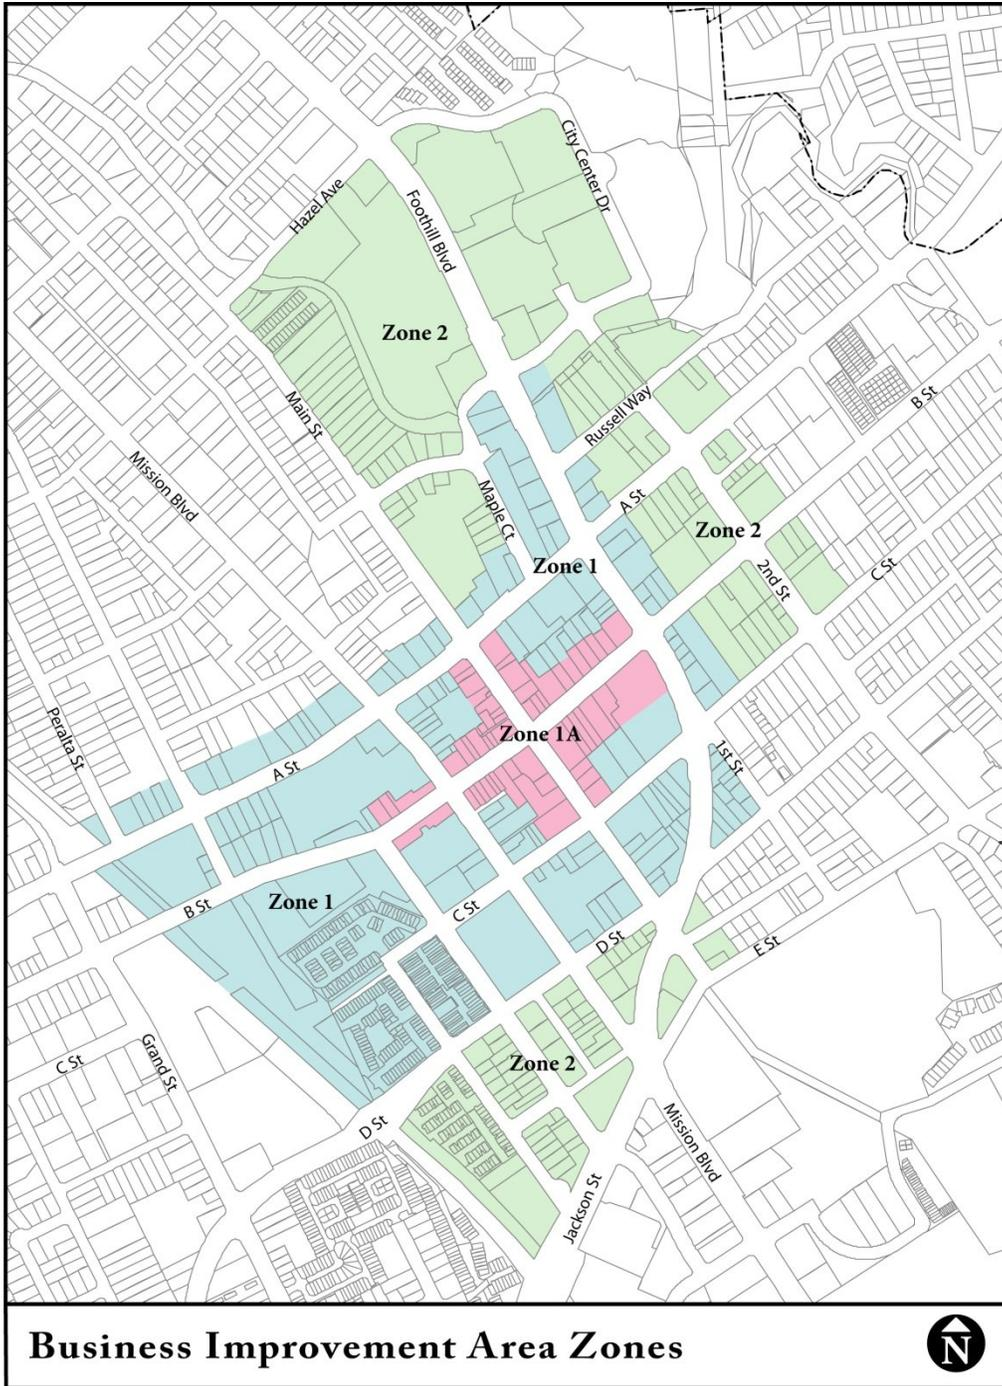 City Center Dr
Hazel Ave
Foothill Blvd
Zone 2
Main St
Russell Way
B St
Mission Blvd
Maple Ct
A St
Zone 2
Zone 1
2nd St
C St
Peralta St
Zone 1A
1st St
A St
Zone 1
B St
C St
D St
E St
C St
Grand St
Zone 2
D St
Mission Blvd
Jackson St
Business Improvement Area Zones
N